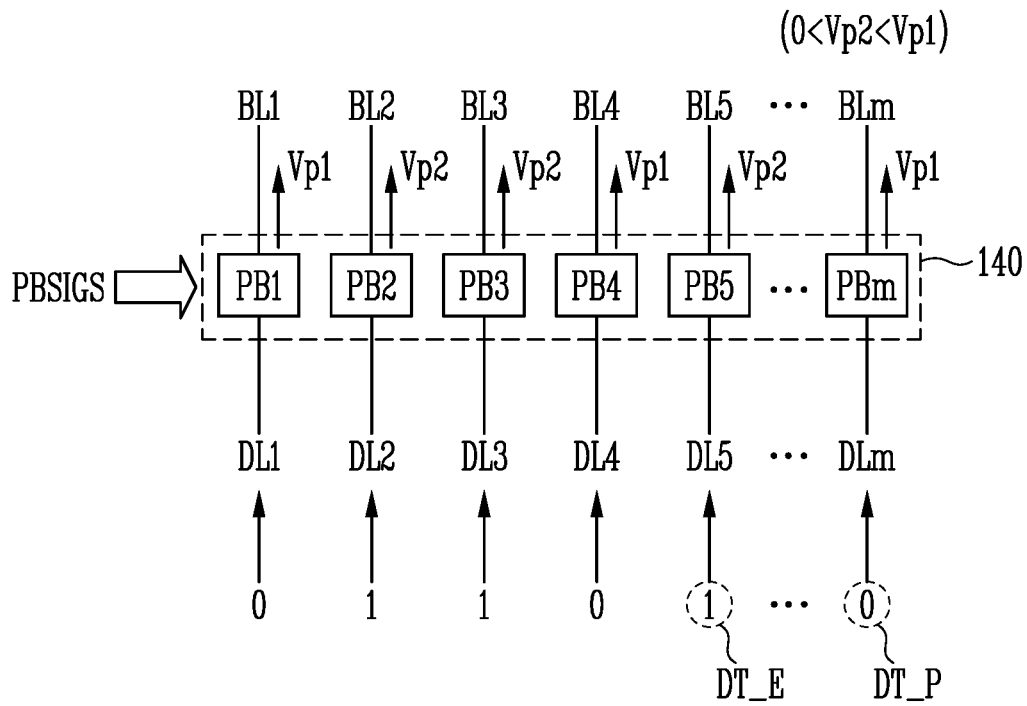 (0<Vp2<Vp1)
BL1 BL2 BL3 BL4 BL5 ··· BLm
Vp1 Vp2 Vp2 Vp1 Vp2 Vp1
PBSIGS PB1 PB2 PB3 PB4 PB5 ··· PBm 140
DL1 DL2 DL3 DL4 DL5 ··· DLm
0 1 1 0 1 ··· 0
DT_E DT_P